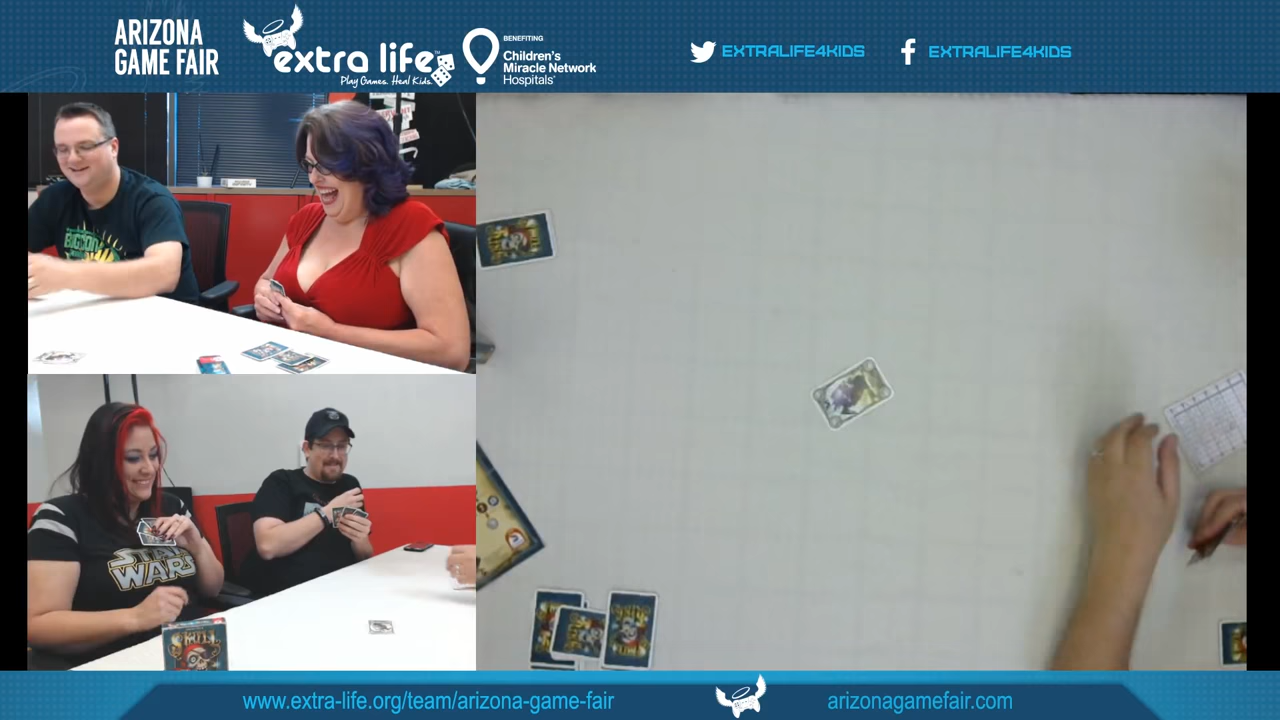 ARIZONA
GAME FAIR
extra life
Play Games. Heal Kids.
BENEFITING
Children's
Miracle Network
Hospitals
EXTRALIFE4KIDS
EXTRALIFE4KIDS
STAR
WARS
SKULL
www.extra-life.org/team/arizona-game-fair
arizonagamefair.com